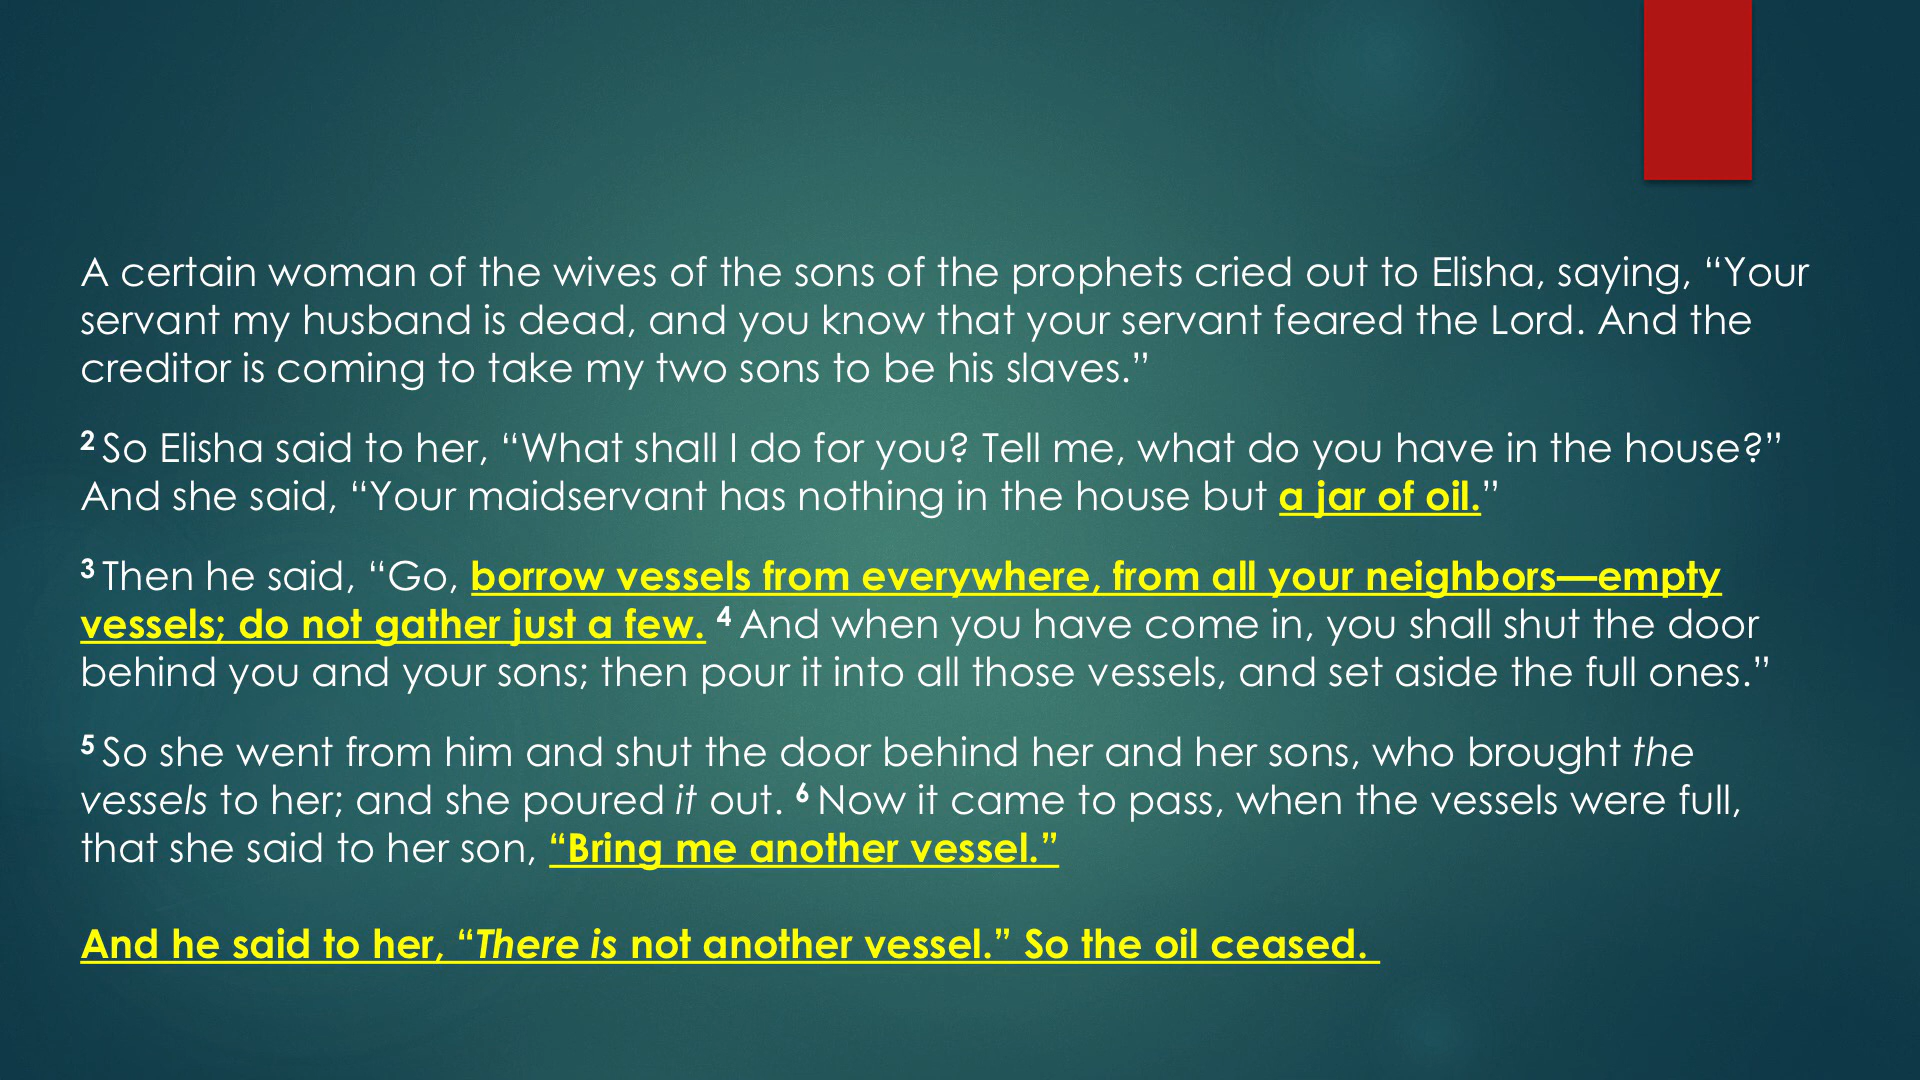 A certain woman of the wives of the sons of the prophets cried out to Elisha, saying, “Your
servant my husband is dead, and you know that your servant feared the Lord. And the
creditor is coming to take my two sons to be his slaves.”
2 So Elisha said to her, “What shall I do for you? Tell me, what do you have in the house?”
And she said, “Your maidservant has nothing in the house but a jar of oil.”
3 Then he said, “Go, borrow vessels from everywhere, from all your neighbors—empty
vessels; do not gather just a few. 4 And when you have come in, you shall shut the door
behind you and your sons; then pour it into all those vessels, and set aside the full ones.”
5 So she went from him and shut the door behind her and her sons, who brought the
vessels to her; and she poured it out. 6 Now it came to pass, when the vessels were full,
that she said to her son, “Bring me another vessel.”
And he said to her, “There is not another vessel.” So the oil ceased.